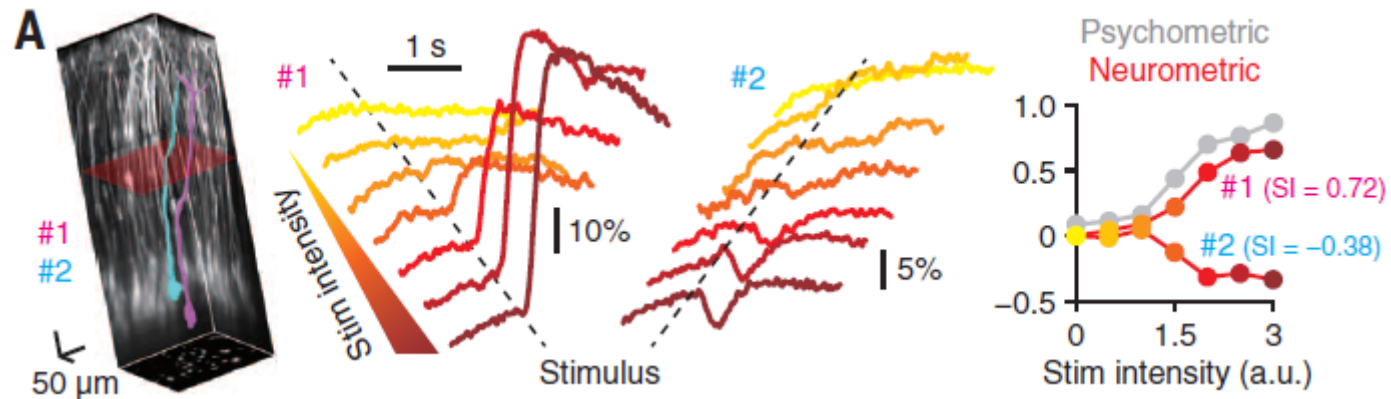 A
#1
#2
50 µm
1 s
#1
Stim intensity
10%
Stimulus
#2
5%
Psychometric
Neurometric
1.0
0.5
0
−0.5
#1 (SI = 0.72)
#2 (SI = −0.38)
0 1.5 3
Stim intensity (a.u.)